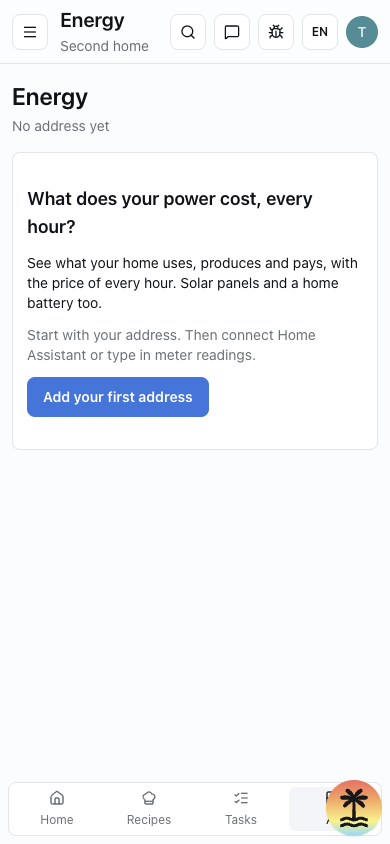 Energy
Second home
EN
T
Energy
No address yet
What does your power cost, every
hour?
See what your home uses, produces and pays, with
the price of every hour. Solar panels and a home
battery too.
Start with your address. Then connect Home
Assistant or type in meter readings.
Add your first address
Home
Recipes
Tasks